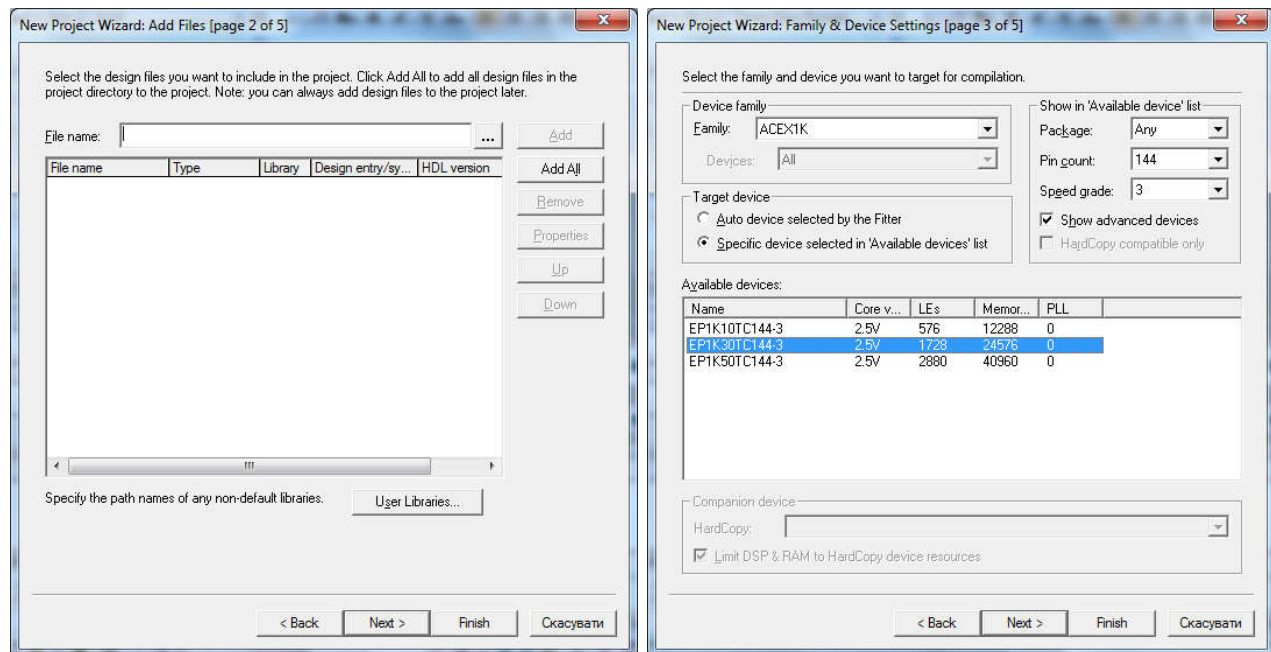 New Project Wizard: Add Files [page 2 of 5]
Select the design files you want to include in the project. Click Add All to add all design files in the
project directory to the project. Note: you can always add design files to the project later.
File name:
...
Add
File name Type Library Design entry/sy... HDL version
Add All
Remove
Properties
Up
Down
Specify the path names of any non-default libraries.
User Libraries...
< Back Next > Finish Скасувати
New Project Wizard: Family & Device Settings [page 3 of 5]
Select the family and device you want to target for compilation.
Device family
Family: ACEX1K
Devices: All
Target device
Auto device selected by the Fitter
Specific device selected in 'Available devices' list
Show in 'Available device' list
Package: Any
Pin count: 144
Speed grade: 3
Show advanced devices
HardCopy compatible only
Available devices:
Name Core v... LEs Memor... PLL
EP1K10TC144-3 2.5V 576 12288 0
EP1K30TC144-3 2.5V 1728 24576 0
EP1K50TC144-3 2.5V 2880 40960 0
Companion device
HardCopy:
Limit DSP & RAM to HardCopy device resources
< Back Next > Finish Скасувати